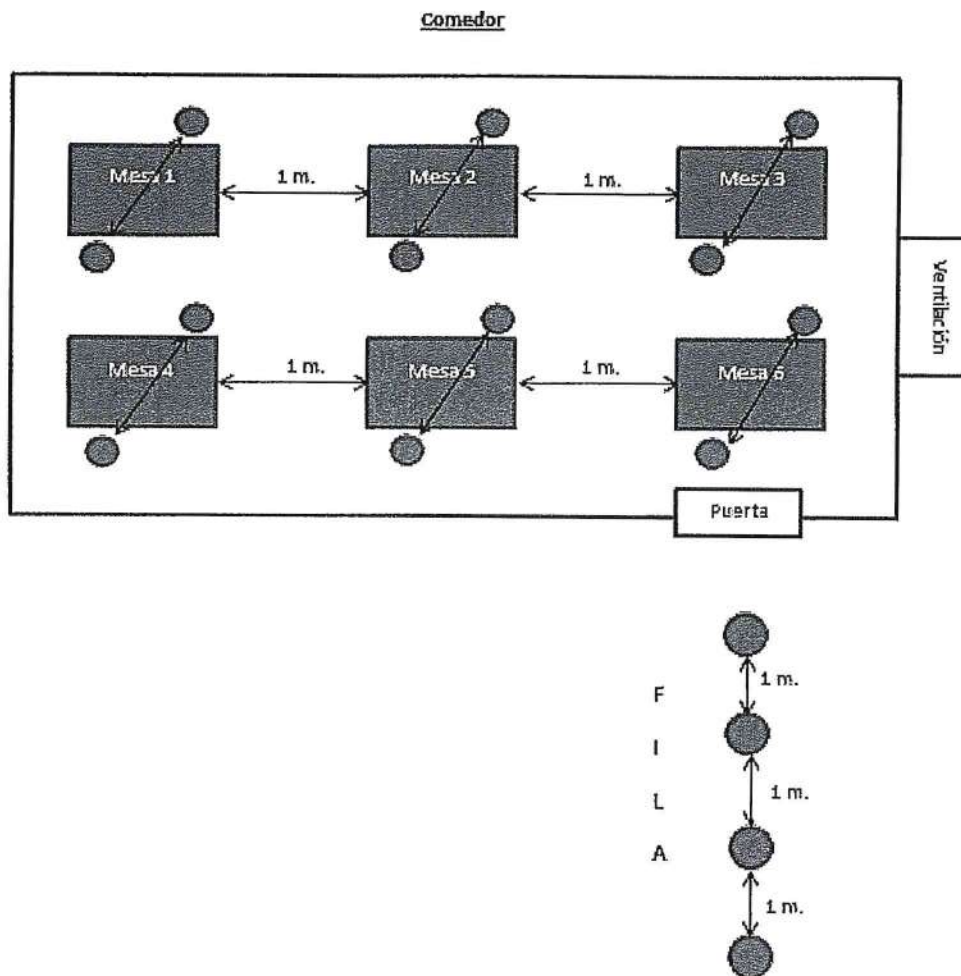 Comedor
Mesa 1
1 m.
Mesa 2
1 m.
Mesa 3
Ventilación
Mesa 4
1 m.
Mesa 5
1 m.
Mesa 6
Puerta
1 m.
F
I
1 m.
L
A
1 m.